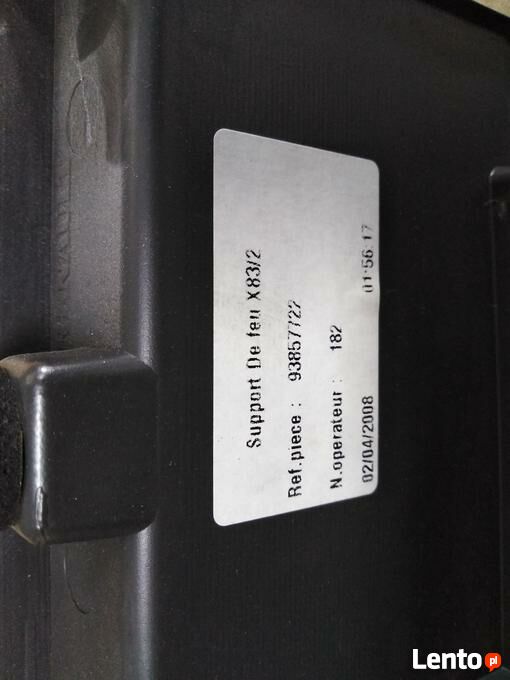 Support De feu X83/2
Ref.piece : 93857722
N.operateur : 182
02/04/2008 01:56:17
Lento pl